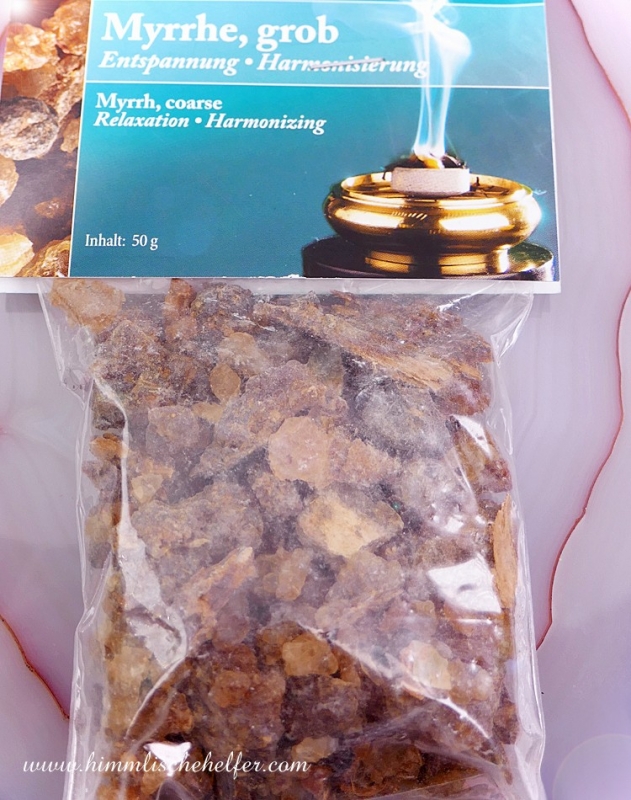 Myrrhe, grob
Entspannung • Harmonisierung
Myrrh, coarse
Relaxation • Harmonizing
Inhalt: 50 g
www.himmlischehelfer.com